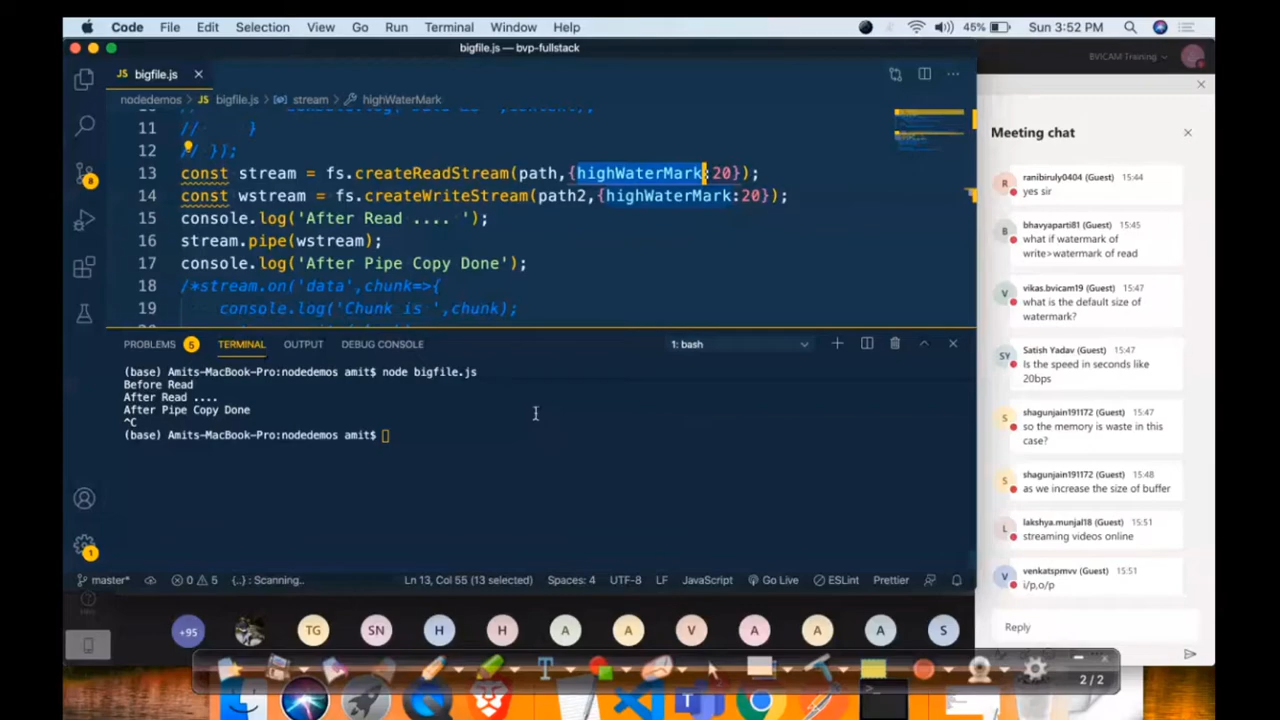 Code File Edit Selection View Go Run Terminal Window Help
45% Sun 3:52 PM
bigfile.js — bvp-fullstack
JS bigfile.js
nodedemos > JS bigfile.js > stream > highWaterMark
11 // }
12 // });
13 const stream = fs.createReadStream(path,{highWaterMark:20});
14 const wstream = fs.createWriteStream(path2,{highWaterMark:20});
15 console.log('After Read .... ');
16 stream.pipe(wstream);
17 console.log('After Pipe Copy Done');
18 /*stream.on('data',chunk=>{
19 console.log('Chunk is ',chunk);
8
1
PROBLEMS 5 TERMINAL OUTPUT DEBUG CONSOLE 1: bash
(base) Amits-MacBook-Pro:nodedemos amit$ node bigfile.js
Before Read
After Read ....
After Pipe Copy Done
^C
(base) Amits-MacBook-Pro:nodedemos amit$
master* 0 5 {..} : Scanning.. Ln 13, Col 55 (13 selected) Spaces: 4 UTF-8 LF JavaScript Go Live ESLint Prettier
+95 TG SN H H A A V A A A S
2 / 2
BVICAM Training
Meeting chat
R ranibiruly0404 (Guest) 15:44
yes sir
B bhavyaparti81 (Guest) 15:45
what if watermark of
write>watermark of read
V vikas.bvicam19 (Guest) 15:47
what is the default size of
watermark?
SY Satish Yadav (Guest) 15:47
Is the speed in seconds like
20bps
S shagunjain191172 (Guest) 15:47
so the memory is waste in this
case?
S shagunjain191172 (Guest) 15:48
as we increase the size of buffer
L lakshya.munjal18 (Guest) 15:51
streaming videos online
V venkatspmvv (Guest) 15:51
i/p,o/p
Reply